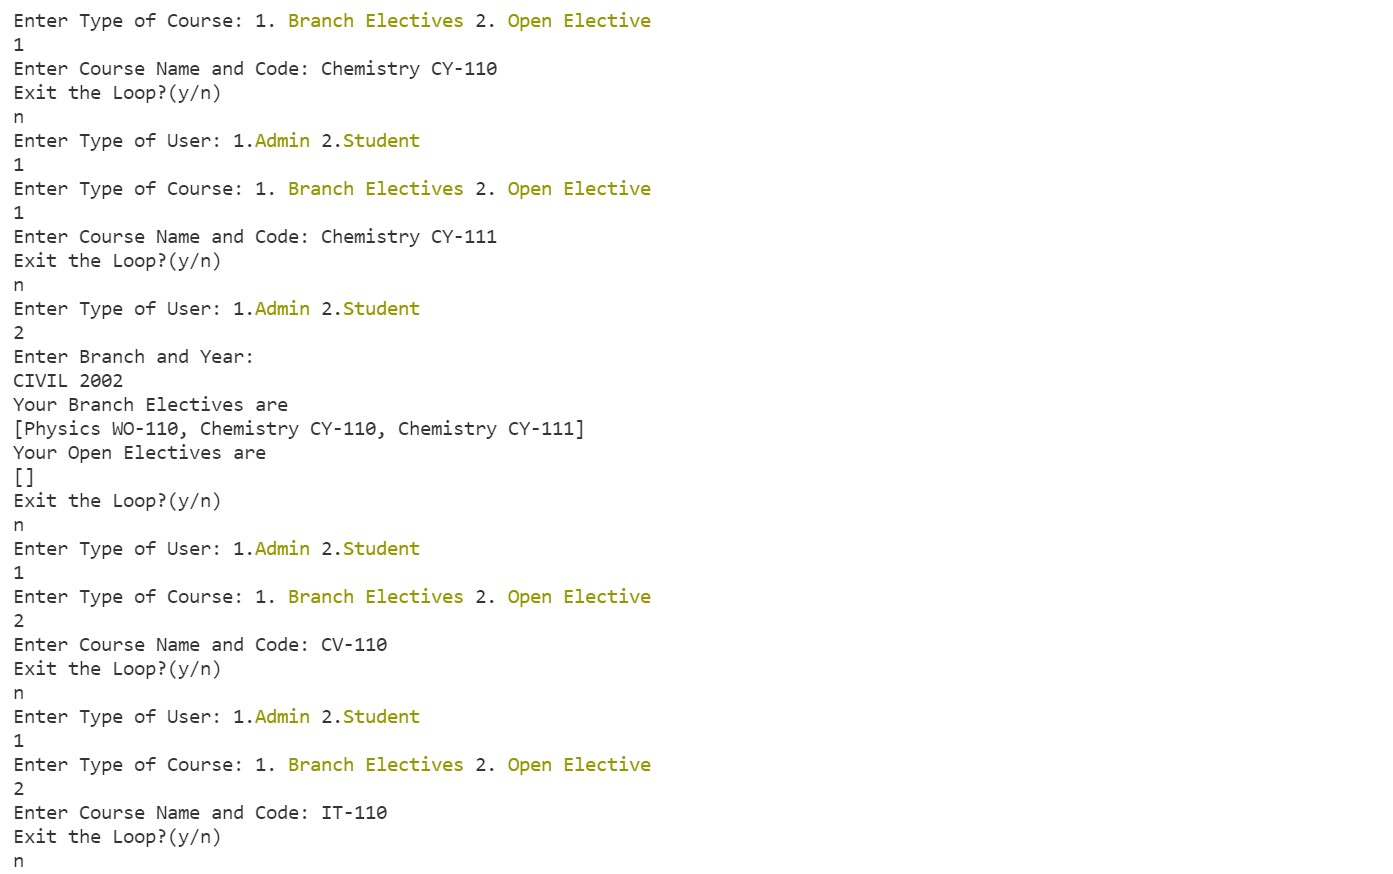 Enter Type of Course: 1. Branch Electives 2. Open Elective
1
Enter Course Name and Code: Chemistry CY-110
Exit the Loop?(y/n)
n
Enter Type of User: 1.Admin 2.Student
1
Enter Type of Course: 1. Branch Electives 2. Open Elective
1
Enter Course Name and Code: Chemistry CY-111
Exit the Loop?(y/n)
n
Enter Type of User: 1.Admin 2.Student
2
Enter Branch and Year:
CIVIL 2002
Your Branch Electives are
[Physics WO-110, Chemistry CY-110, Chemistry CY-111]
Your Open Electives are
[]
Exit the Loop?(y/n)
n
Enter Type of User: 1.Admin 2.Student
1
Enter Type of Course: 1. Branch Electives 2. Open Elective
2
Enter Course Name and Code: CV-110
Exit the Loop?(y/n)
n
Enter Type of User: 1.Admin 2.Student
1
Enter Type of Course: 1. Branch Electives 2. Open Elective
2
Enter Course Name and Code: IT-110
Exit the Loop?(y/n)
n